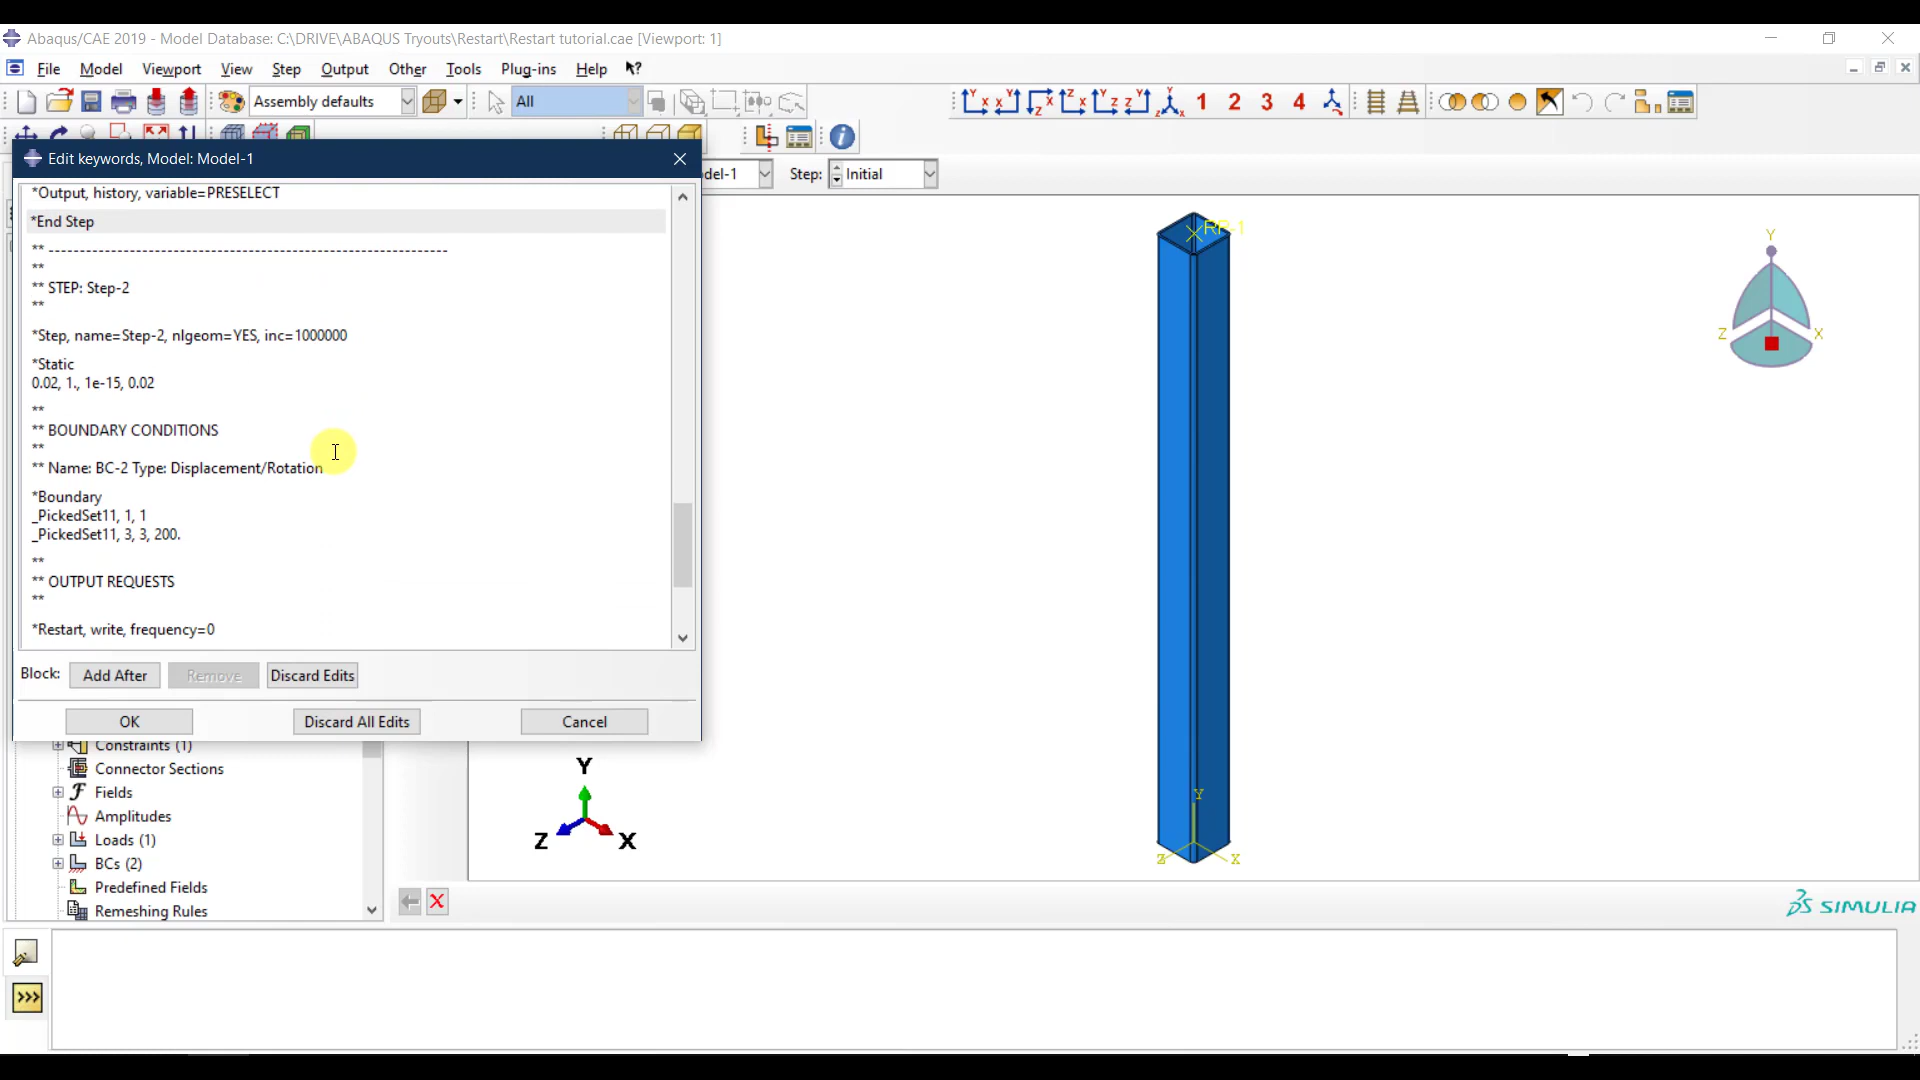 Abaqus/CAE 2019 - Model Database: C:\DRIVE\ABAQUS Tryouts\Restart\Restart tutorial.cae [Viewport: 1]
File Model Viewport View Step Output Other Tools Plug-ins Help
Assembly defaults All 1 2 3 4
Edit keywords, Model: Model-1
del-1 Step: Initial
*Output, history, variable=PRESELECT
*End Step
** ----------------------------------------------------------------
**
** STEP: Step-2
**
*Step, name=Step-2, nlgeom=YES, inc=1000000
*Static
0.02, 1., 1e-15, 0.02
**
** BOUNDARY CONDITIONS
**
** Name: BC-2 Type: Displacement/Rotation
*Boundary
_PickedSet11, 1, 1
_PickedSet11, 3, 3, 200.
**
** OUTPUT REQUESTS
**
*Restart, write, frequency=0
Block: Add After Remove Discard Edits
OK Discard All Edits Cancel
Constraints (1)
Connector Sections
Fields
Amplitudes
Loads (1)
BCs (2)
Predefined Fields
Remeshing Rules
RP-1
Y
Z X
Y
Z X
Y
Z X
SIMULIA
>>>